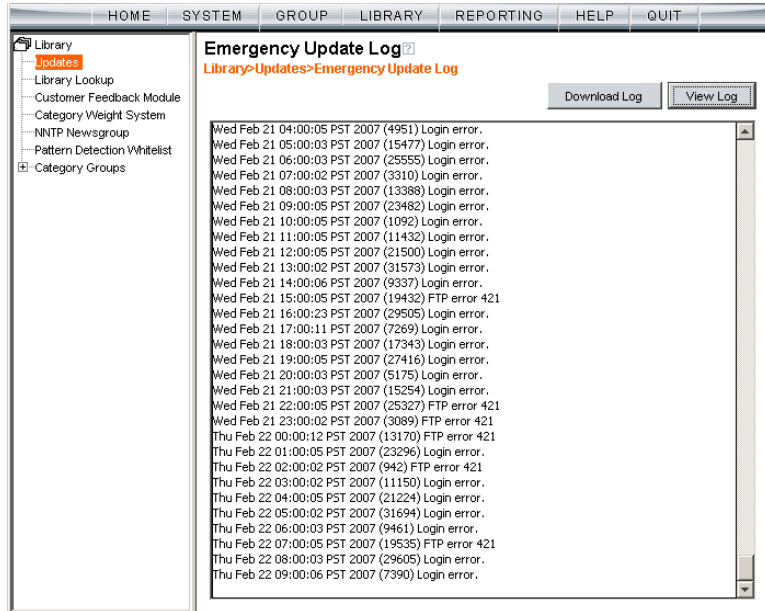 HOME SYSTEM GROUP LIBRARY REPORTING HELP QUIT
Library
Updates
Library Lookup
Customer Feedback Module
Category Weight System
NNTP Newsgroup
Pattern Detection Whitelist
Category Groups
Emergency Update Log?
Library>Updates>Emergency Update Log
Download Log View Log
Wed Feb 21 04:00:05 PST 2007 (4951) Login error.
Wed Feb 21 05:00:03 PST 2007 (15477) Login error.
Wed Feb 21 06:00:03 PST 2007 (25555) Login error.
Wed Feb 21 07:00:02 PST 2007 (3310) Login error.
Wed Feb 21 08:00:03 PST 2007 (13388) Login error.
Wed Feb 21 09:00:05 PST 2007 (23482) Login error.
Wed Feb 21 10:00:05 PST 2007 (1092) Login error.
Wed Feb 21 11:00:05 PST 2007 (11432) Login error.
Wed Feb 21 12:00:05 PST 2007 (21500) Login error.
Wed Feb 21 13:00:02 PST 2007 (31573) Login error.
Wed Feb 21 14:00:06 PST 2007 (9337) Login error.
Wed Feb 21 15:00:05 PST 2007 (19432) FTP error 421
Wed Feb 21 16:00:23 PST 2007 (29505) Login error.
Wed Feb 21 17:00:11 PST 2007 (7269) Login error.
Wed Feb 21 18:00:03 PST 2007 (17343) Login error.
Wed Feb 21 19:00:05 PST 2007 (27416) Login error.
Wed Feb 21 20:00:03 PST 2007 (5175) Login error.
Wed Feb 21 21:00:03 PST 2007 (15254) Login error.
Wed Feb 21 22:00:05 PST 2007 (25327) FTP error 421
Wed Feb 21 23:00:02 PST 2007 (3089) FTP error 421
Thu Feb 22 00:00:12 PST 2007 (13170) FTP error 421
Thu Feb 22 01:00:05 PST 2007 (23296) Login error.
Thu Feb 22 02:00:02 PST 2007 (942) FTP error 421
Thu Feb 22 03:00:02 PST 2007 (11150) Login error.
Thu Feb 22 04:00:05 PST 2007 (21224) Login error.
Thu Feb 22 05:00:02 PST 2007 (31694) Login error.
Thu Feb 22 06:00:03 PST 2007 (9461) Login error.
Thu Feb 22 07:00:05 PST 2007 (19535) FTP error 421
Thu Feb 22 08:00:03 PST 2007 (29605) Login error.
Thu Feb 22 09:00:06 PST 2007 (7390) Login error.